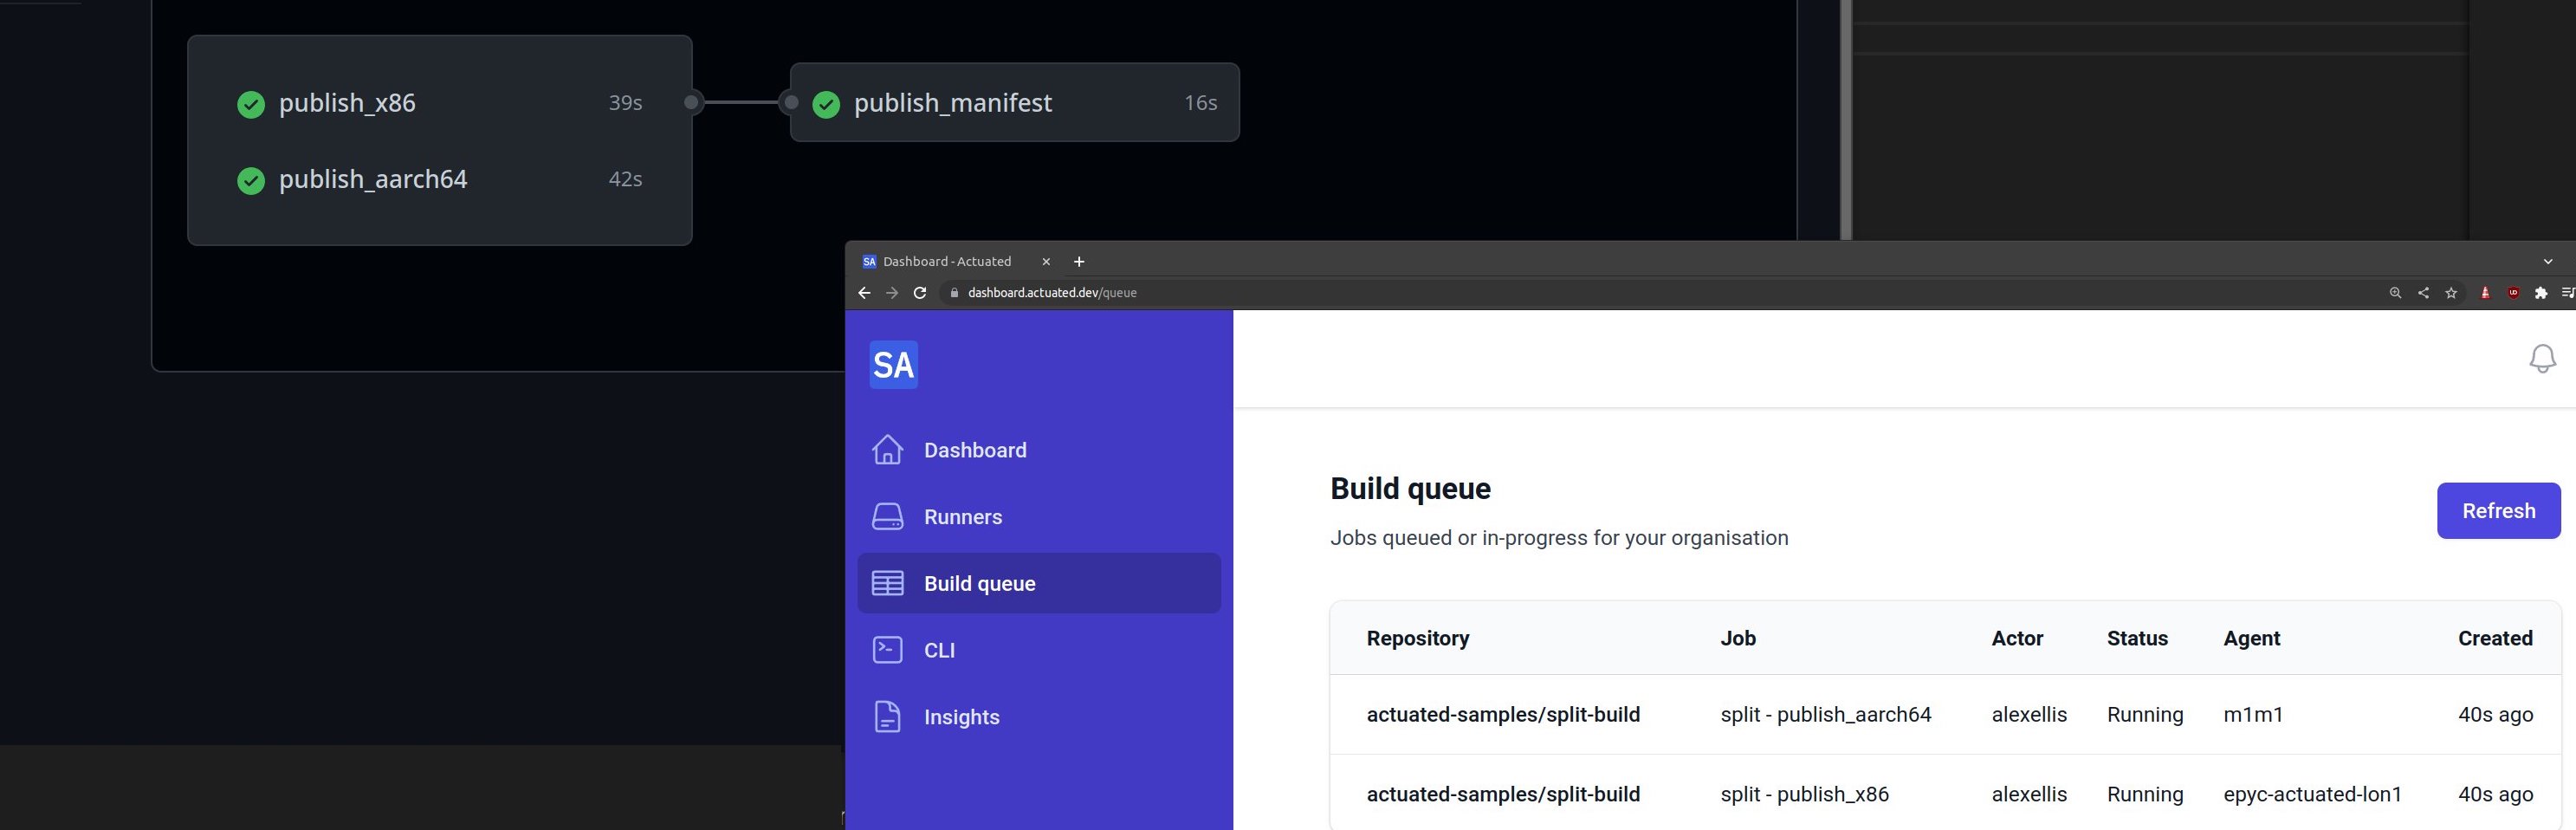 publish_x86 39s
publish_manifest 16s
publish_aarch64 42s
SA Dashboard - Actuated
dashboard.actuated.dev/queue
UD
SA
Dashboard
Runners
Build queue
CLI
Insights
Build queue
Jobs queued or in-progress for your organisation
Refresh
Repository Job Actor Status Agent Created
actuated-samples/split-build split - publish_aarch64 alexellis Running m1m1 40s ago
actuated-samples/split-build split - publish_x86 alexellis Running epyc-actuated-lon1 40s ago